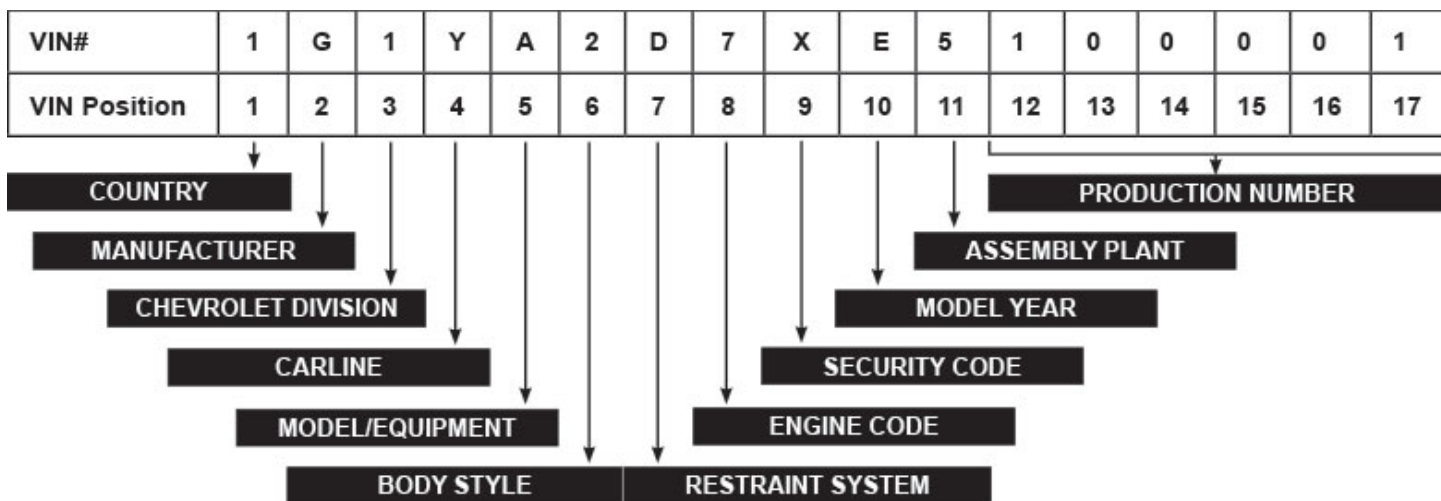 VIN# 1 G 1 Y A 2 D 7 X E 5 1 0 0 0 0 1
VIN Position 1 2 3 4 5 6 7 8 9 10 11 12 13 14 15 16 17
COUNTRY PRODUCTION NUMBER
MANUFACTURER ASSEMBLY PLANT
CHEVROLET DIVISION MODEL YEAR
CARLINE SECURITY CODE
MODEL/EQUIPMENT ENGINE CODE
BODY STYLE RESTRAINT SYSTEM